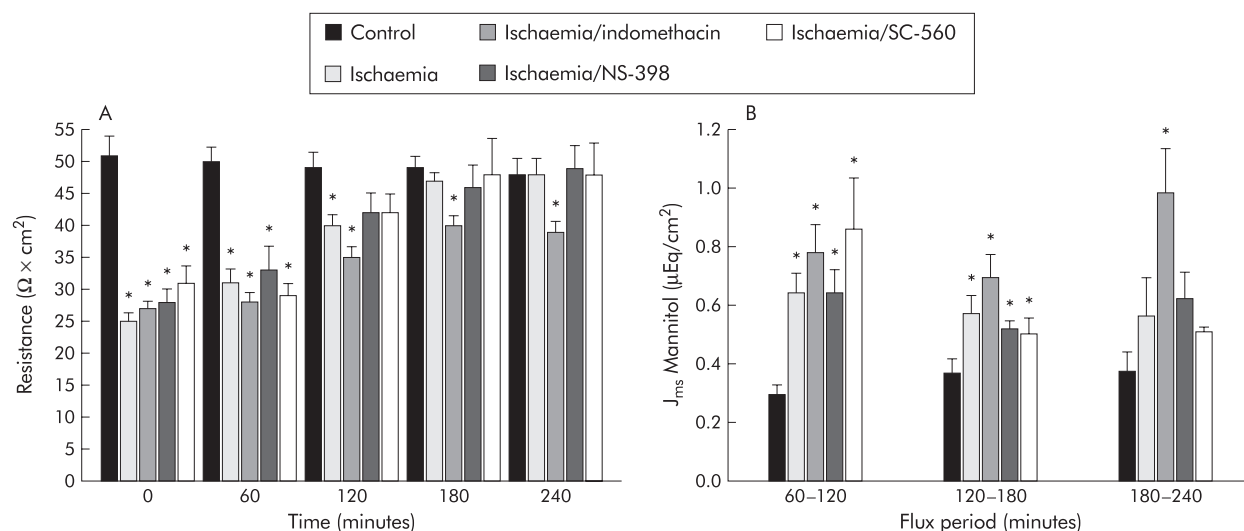 Control
Ischaemia/indomethacin
Ischaemia/SC-560
Ischaemia
Ischaemia/NS-398
A
55
50
45
40
35
30
25
20
15
10
5
0
Resistance (Ω × cm²)
* * * *
* * * *
* *
*
*
0 60 120 180 240
Time (minutes)
B
1.2
1.0
0.8
0.6
0.4
0.2
0.0
Jms Mannitol (µEq/cm²)
* * * *
* * * *
*
60–120 120–180 180–240
Flux period (minutes)